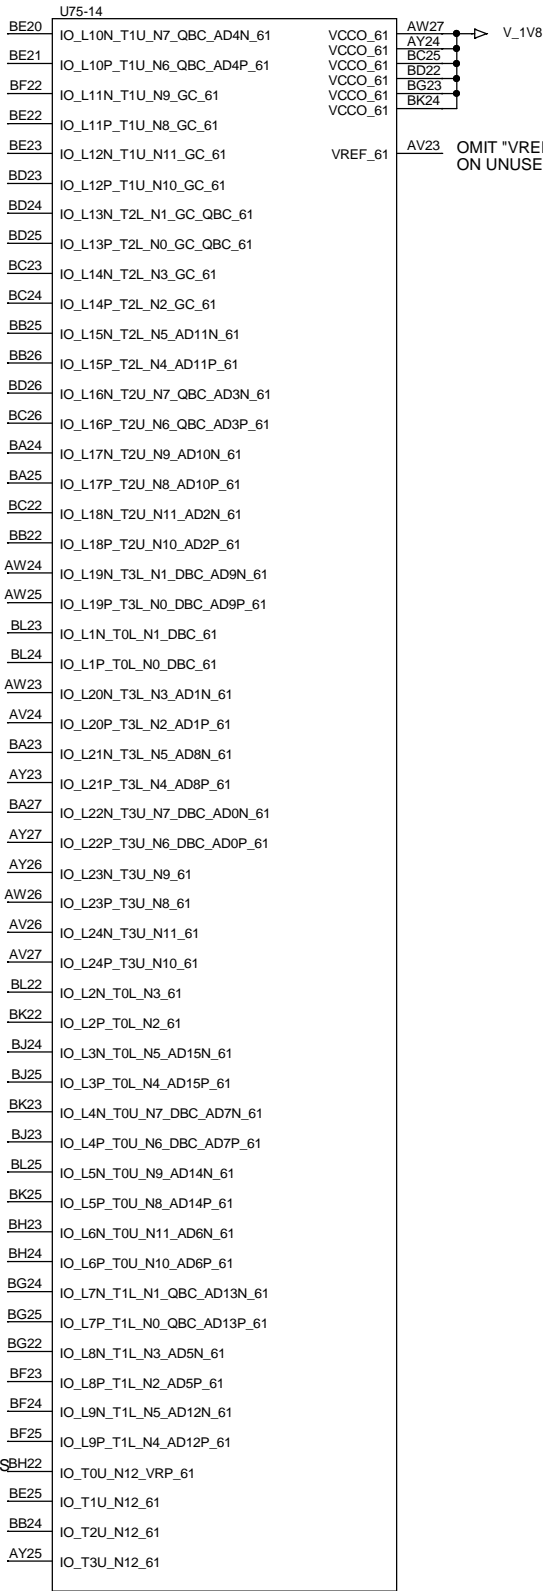 U75-14
BE20 IO_L10N_T1U_N7_QBC_AD4N_61 VCCO_61 AW27 V_1V8
VCCO_61 AY24
BE21 IO_L10P_T1U_N6_QBC_AD4P_61 VCCO_61 BC25
VCCO_61 BD22
BF22 IO_L11N_T1U_N9_GC_61 VCCO_61 BG23
VCCO_61 BK24
BE22 IO_L11P_T1U_N8_GC_61
BE23 IO_L12N_T1U_N11_GC_61 VREF_61 AV23 OMIT
BD23 IO_L12P_T1U_N10_GC_61 ON
BD24 IO_L13N_T2L_N1_GC_QBC_61
BD25 IO_L13P_T2L_N0_GC_QBC_61
BC23 IO_L14N_T2L_N3_GC_61
BC24 IO_L14P_T2L_N2_GC_61
BB25 IO_L15N_T2L_N5_AD11N_61
BB26 IO_L15P_T2L_N4_AD11P_61
BD26 IO_L16N_T2U_N7_QBC_AD3N_61
BC26 IO_L16P_T2U_N6_QBC_AD3P_61
BA24 IO_L17N_T2U_N9_AD10N_61
BA25 IO_L17P_T2U_N8_AD10P_61
BC22 IO_L18N_T2U_N11_AD2N_61
BB22 IO_L18P_T2U_N10_AD2P_61
AW24 IO_L19N_T3L_N1_DBC_AD9N_61
AW25 IO_L19P_T3L_N0_DBC_AD9P_61
BL23 IO_L1N_T0L_N1_DBC_61
BL24 IO_L1P_T0L_N0_DBC_61
AW23 IO_L20N_T3L_N3_AD1N_61
AV24 IO_L20P_T3L_N2_AD1P_61
BA23 IO_L21N_T3L_N5_AD8N_61
AY23 IO_L21P_T3L_N4_AD8P_61
BA27 IO_L22N_T3U_N7_DBC_AD0N_61
AY27 IO_L22P_T3U_N6_DBC_AD0P_61
AY26 IO_L23N_T3U_N9_61
AW26 IO_L23P_T3U_N8_61
AV26 IO_L24N_T3U_N11_61
AV27 IO_L24P_T3U_N10_61
BL22 IO_L2N_T0L_N3_61
BK22 IO_L2P_T0L_N2_61
BJ24 IO_L3N_T0L_N5_AD15N_61
BJ25 IO_L3P_T0L_N4_AD15P_61
BK23 IO_L4N_T0U_N7_DBC_AD7N_61
BJ23 IO_L4P_T0U_N6_DBC_AD7P_61
BL25 IO_L5N_T0U_N9_AD14N_61
BK25 IO_L5P_T0U_N8_AD14P_61
BH23 IO_L6N_T0U_N11_AD6N_61
BH24 IO_L6P_T0U_N10_AD6P_61
BG24 IO_L7N_T1L_N1_QBC_AD13N_61
BG25 IO_L7P_T1L_N0_QBC_AD13P_61
BG22 IO_L8N_T1L_N3_AD5N_61
BF23 IO_L8P_T1L_N2_AD5P_61
BF24 IO_L9N_T1L_N5_AD12N_61
BF25 IO_L9P_T1L_N4_AD12P_61
BH22 IO_T0U_N12_VRP_61
BE25 IO_T1U_N12_61
BB24 IO_T2U_N12_61
AY25 IO_T3U_N12_61